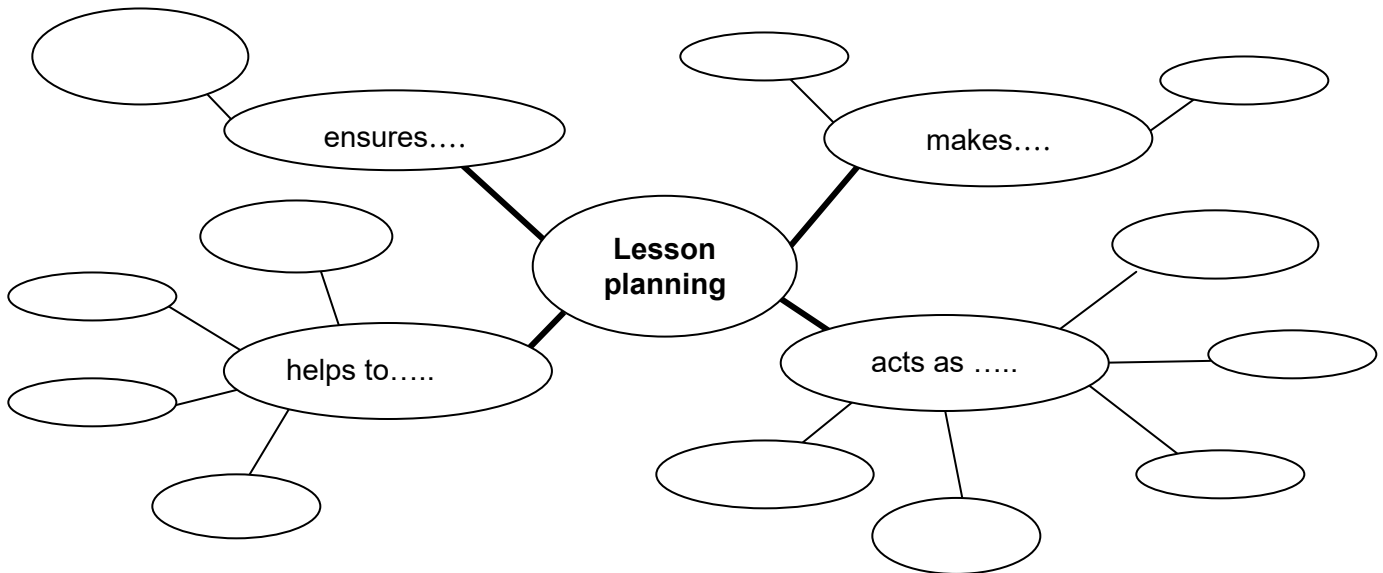 ensures….
makes….
Lesson
planning
helps to…..
acts as …..